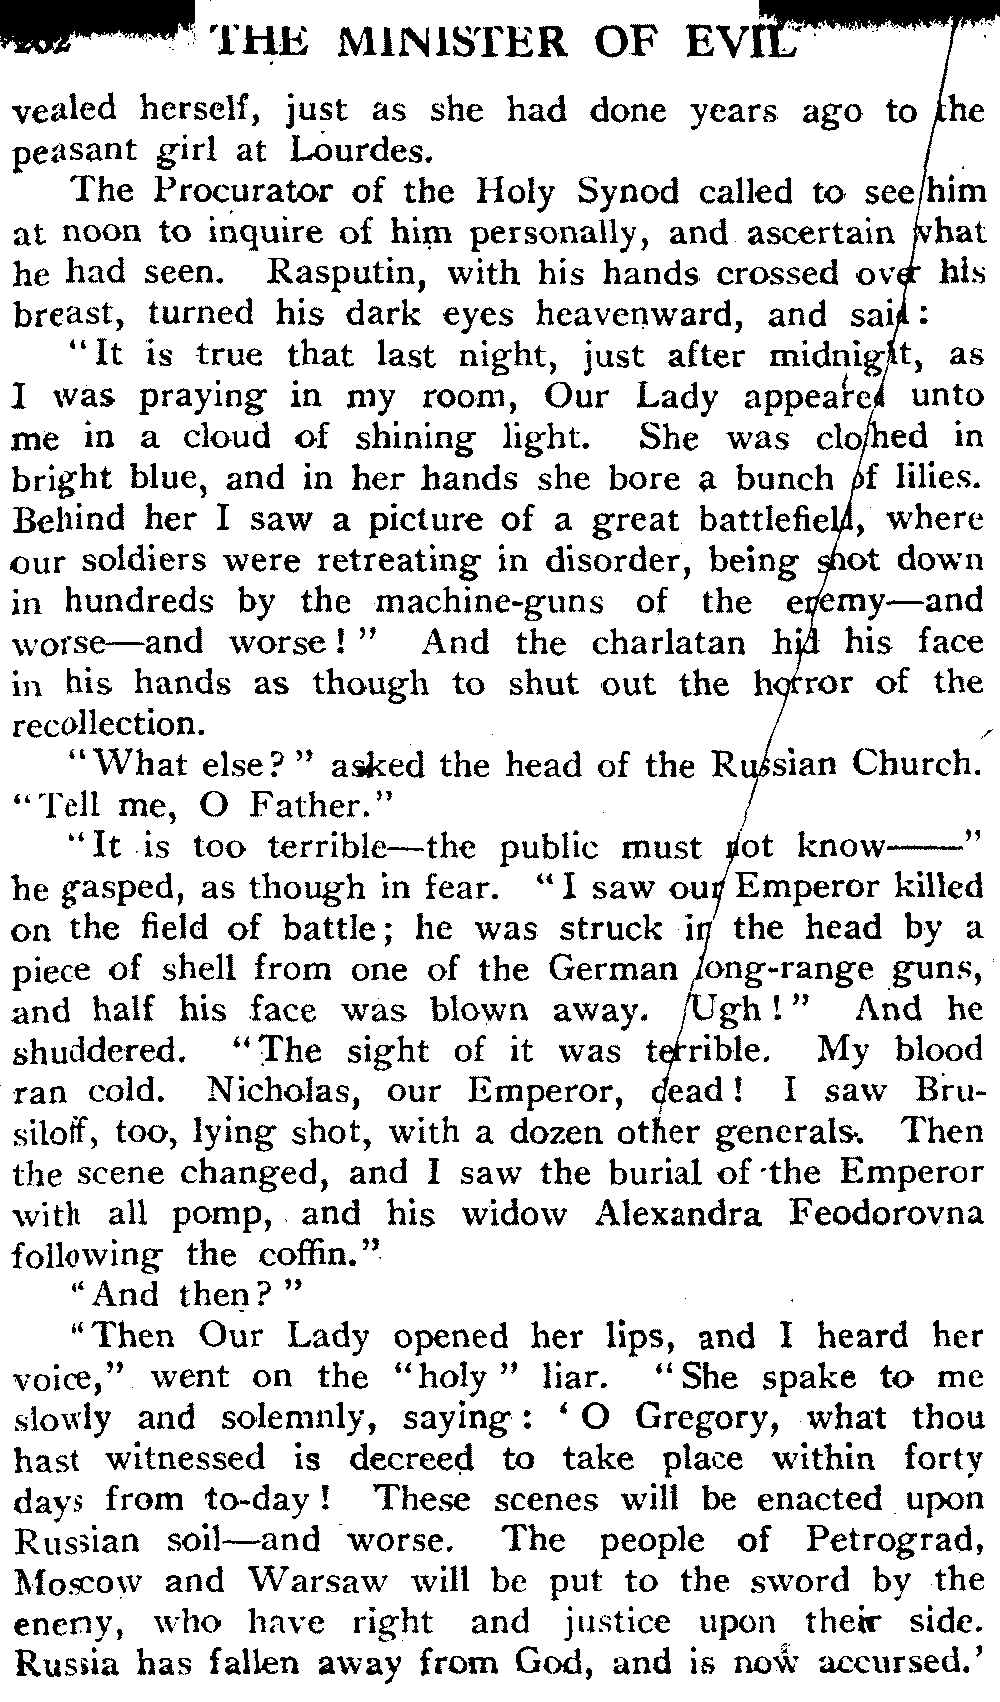 THE MINISTER OF EVIL
vealed herself, just as she had done years ago to the
peasant girl at Lourdes.
The Procurator of the Holy Synod called to see him
at noon to inquire of him personally, and ascertain what
he had seen. Rasputin, with his hands crossed over his
breast, turned his dark eyes heavenward, and said:
"It is true that last night, just after midnight, as
I was praying in my room, Our Lady appeared unto
me in a cloud of shining light. She was clothed in
bright blue, and in her hands she bore a bunch of lilies.
Behind her I saw a picture of a great battlefield, where
our soldiers were retreating in disorder, being shot down
in hundreds by the machine-guns of the enemy—and
worse—and worse!" And the charlatan hid his face
in his hands as though to shut out the horror of the
recollection.
"What else?" asked the head of the Russian Church.
"Tell me, O Father."
"It is too terrible—the public must not know——"
he gasped, as though in fear. "I saw our Emperor killed
on the field of battle; he was struck in the head by a
piece of shell from one of the German long-range guns,
and half his face was blown away. Ugh!" And he
shuddered. "The sight of it was terrible. My blood
ran cold. Nicholas, our Emperor, dead! I saw Bru-
siloff, too, lying shot, with a dozen other generals. Then
the scene changed, and I saw the burial of the Emperor
with all pomp, and his widow Alexandra Feodorovna
following the coffin."
"And then?"
"Then Our Lady opened her lips, and I heard her
voice," went on the "holy" liar. "She spake to me
slowly and solemnly, saying: 'O Gregory, what thou
hast witnessed is decreed to take place within forty
days from to-day! These scenes will be enacted upon
Russian soil—and worse. The people of Petrograd,
Moscow and Warsaw will be put to the sword by the
enemy, who have right and justice upon their side.
Russia has fallen away from God, and is now accursed.'